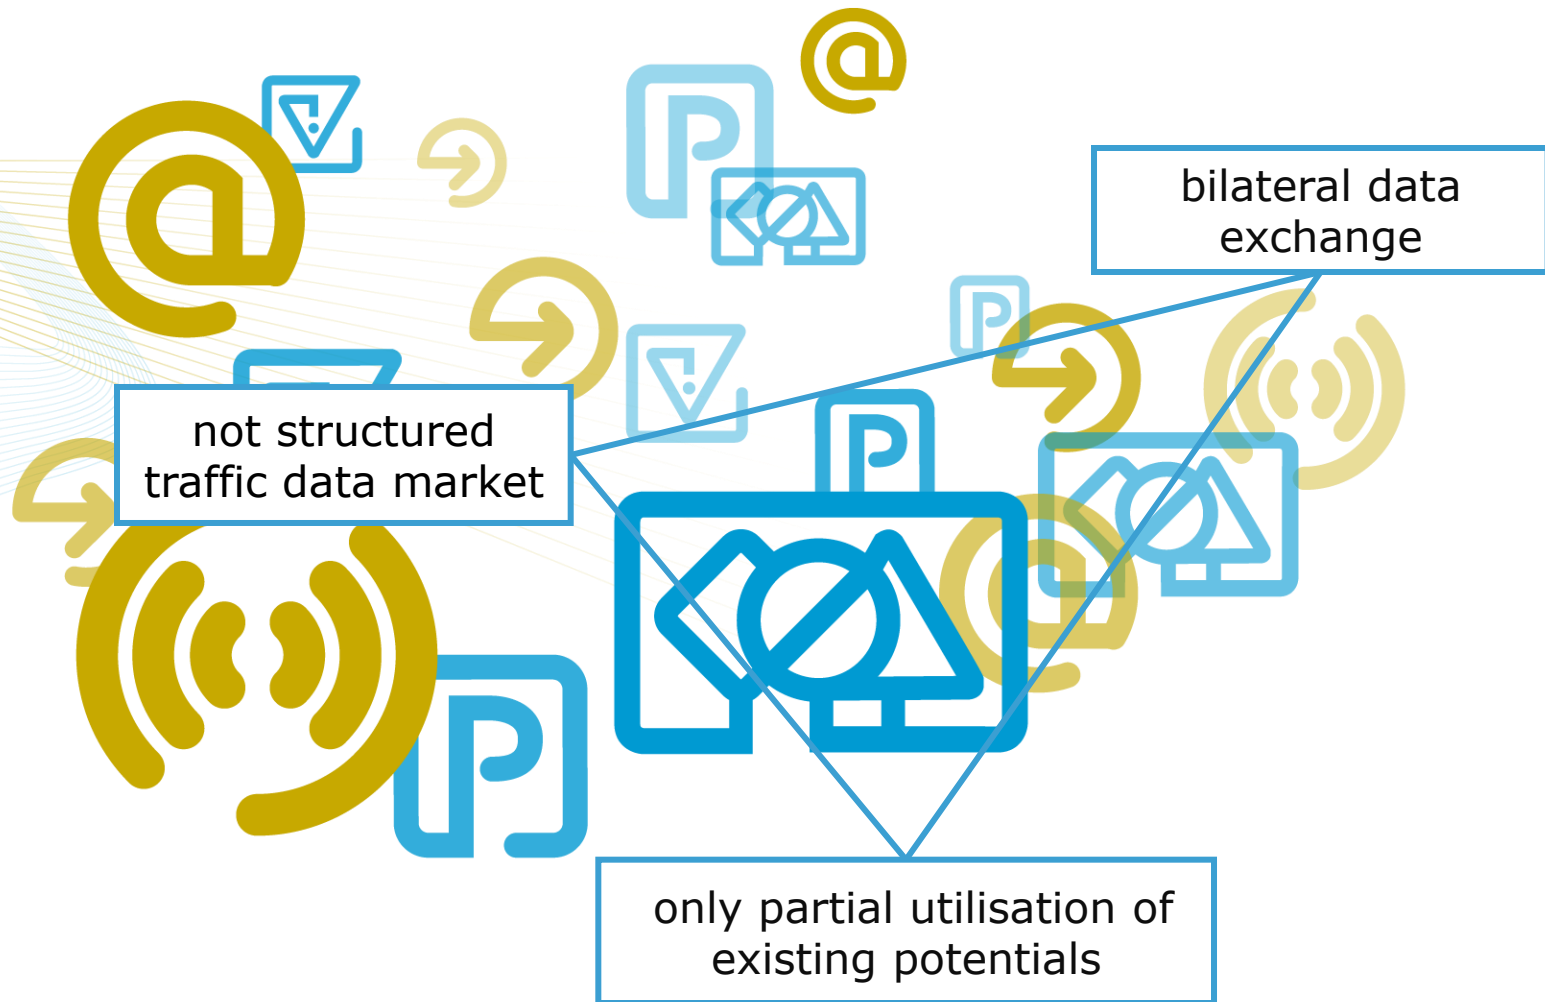 bilateral data
exchange
not structured
traffic data market
only partial utilisation of
existing potentials